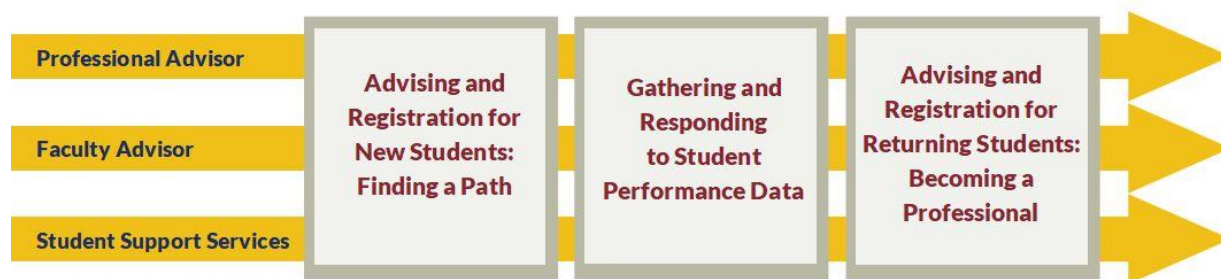 Professional Advisor
Faculty Advisor
Student Support Services
Advising and
Registration for
New Students:
Finding a Path
Gathering and
Responding
to Student
Performance Data
Advising and
Registration for
Returning Students:
Becoming a
Professional